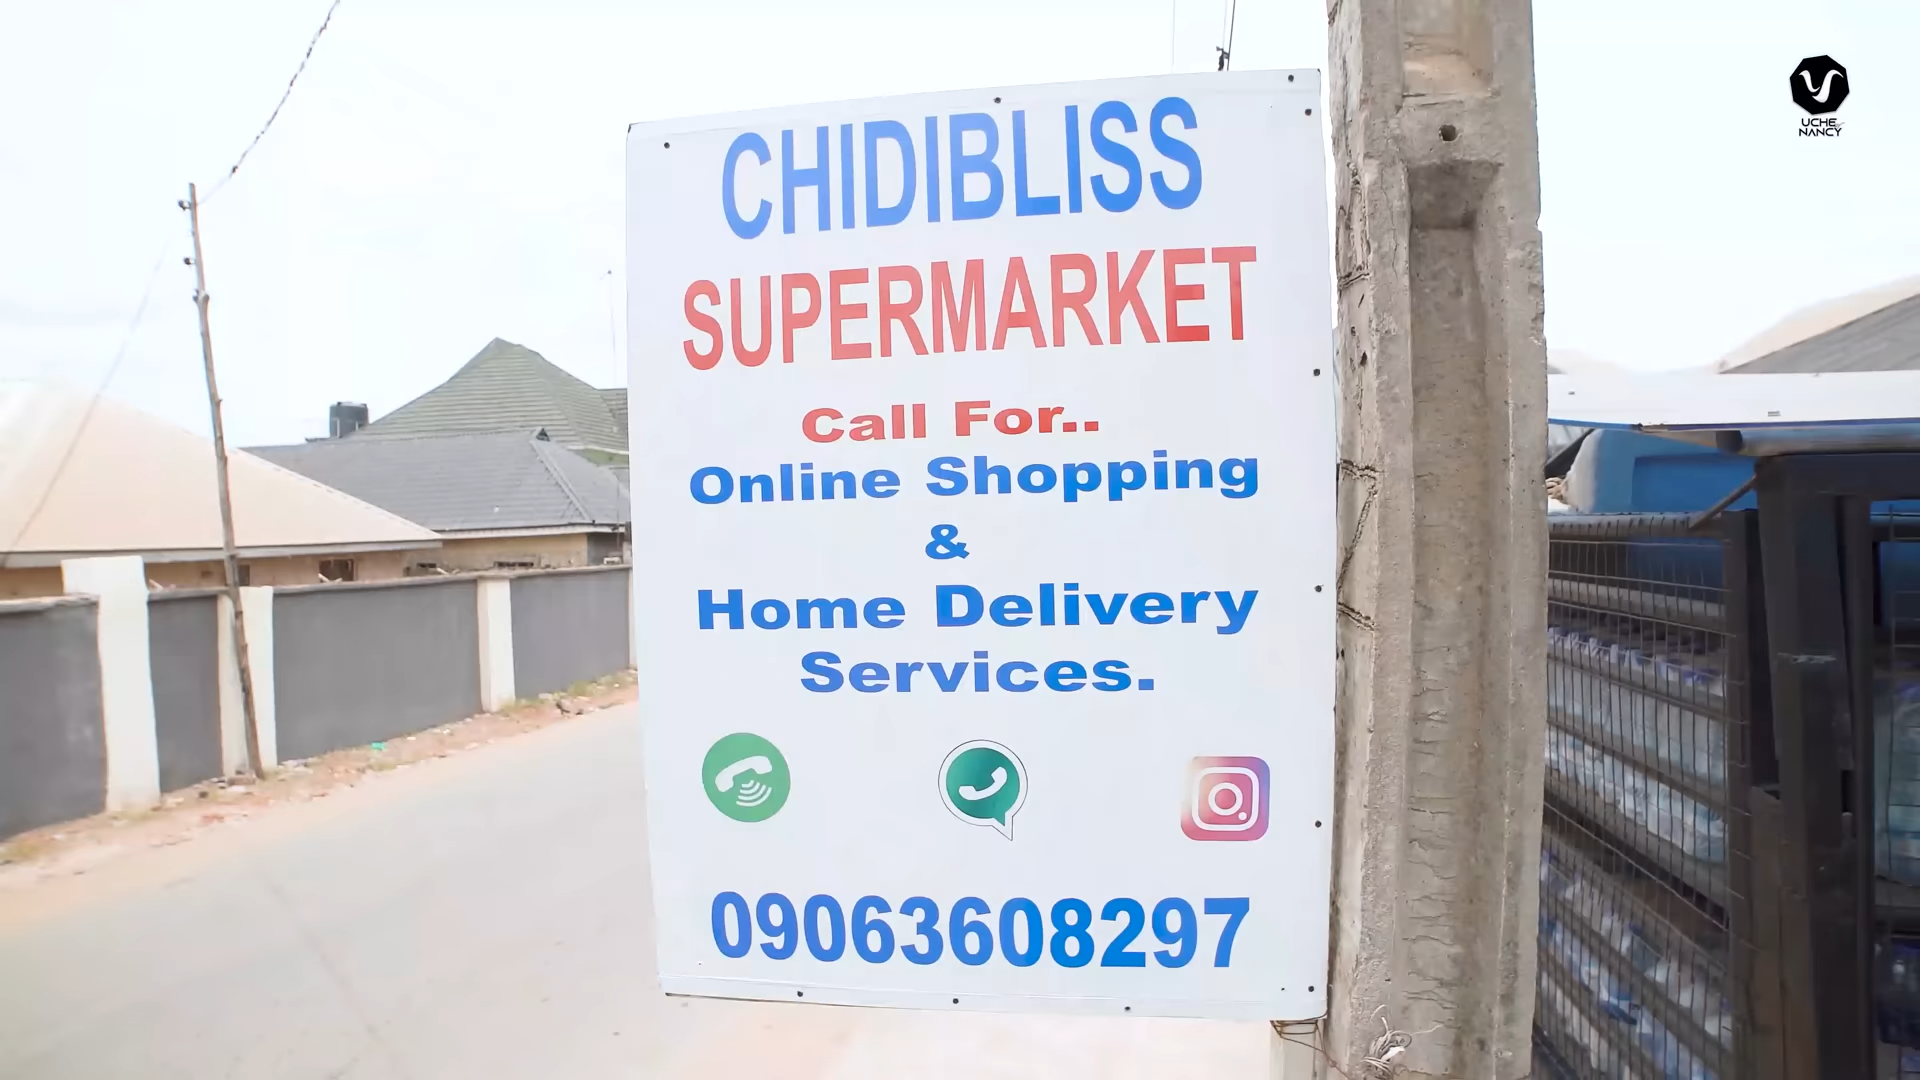 CHIDIBLISS
SUPERMARKET
Call For..
Online Shopping
&
Home Delivery
Services.
09063608297
UCHE
NANCY